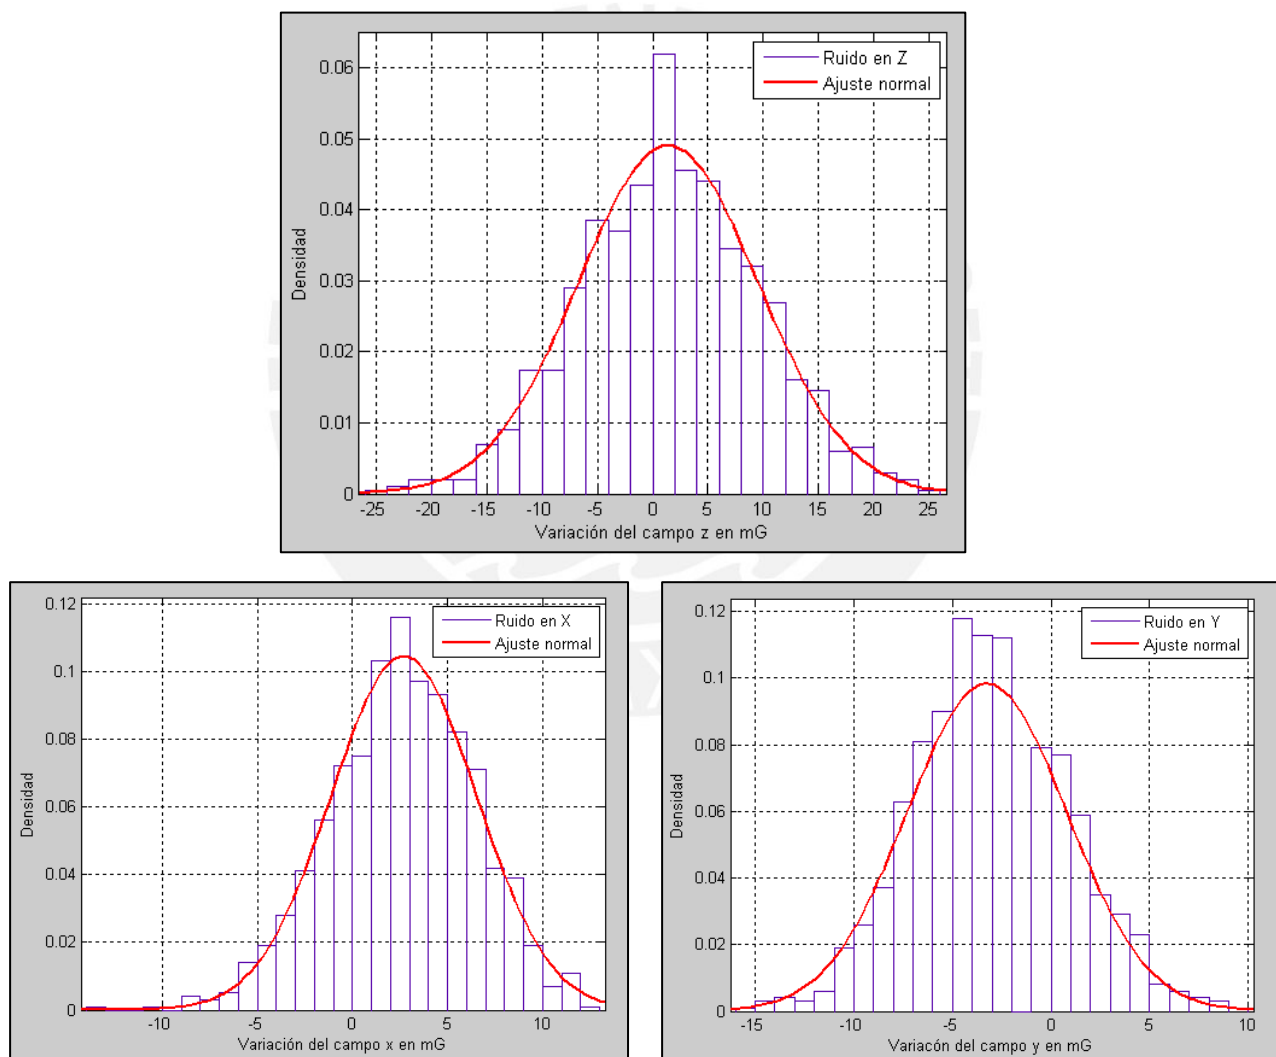 Ruido en Z
Ajuste normal
0.06
0.05
0.04
0.03
0.02
0.01
0
Densidad
-25 -20 -15 -10 -5 0 5 10 15 20 25
Variación del campo z en mG
Ruido en X
Ajuste normal
0.12
0.1
0.08
0.06
0.04
0.02
0
Densidad
-10 -5 0 5 10
Variación del campo x en mG
Ruido en Y
Ajuste normal
0.12
0.1
0.08
0.06
0.04
0.02
0
Densidad
-15 -10 -5 0 5 10
Variacón del campo y en mG